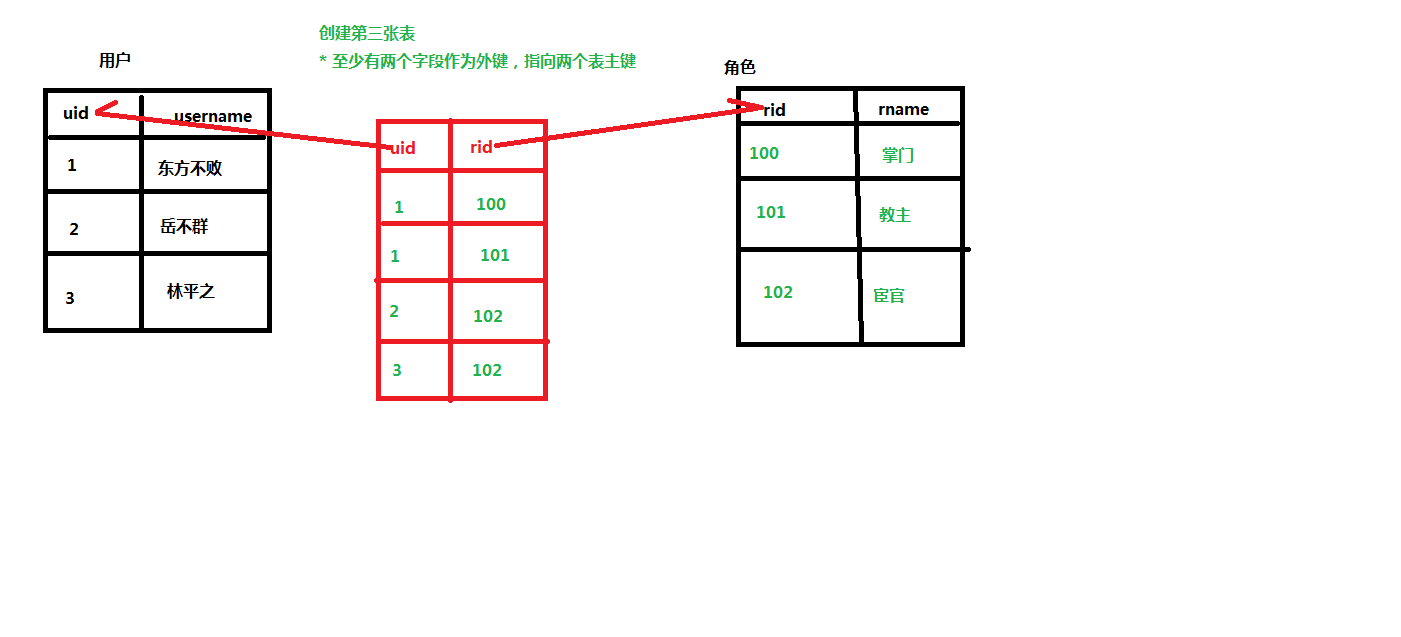 创建第三张表
* 至少有两个字段作为外键，指向两个表主键
用户
uid username
1 东方不败
2 岳不群
3 林平之
uid rid
1 100
1 101
2 102
3 102
角色
rid rname
100 掌门
101 教主
102 宦官